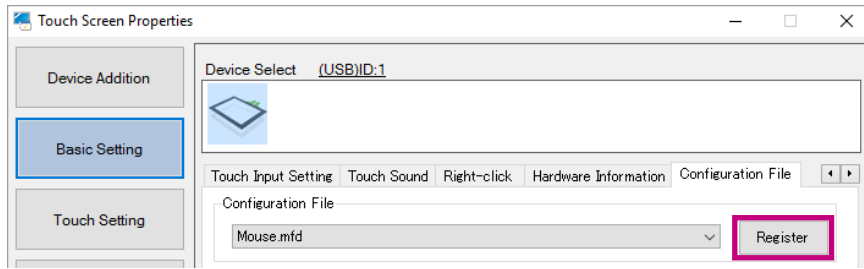 Touch Screen Properties
Device Addition
Basic Setting
Touch Setting
Device Select (USB)ID:1
Touch Input Setting Touch Sound Right-click Hardware Information Configuration File
Configuration File
Mouse.mfd
Register